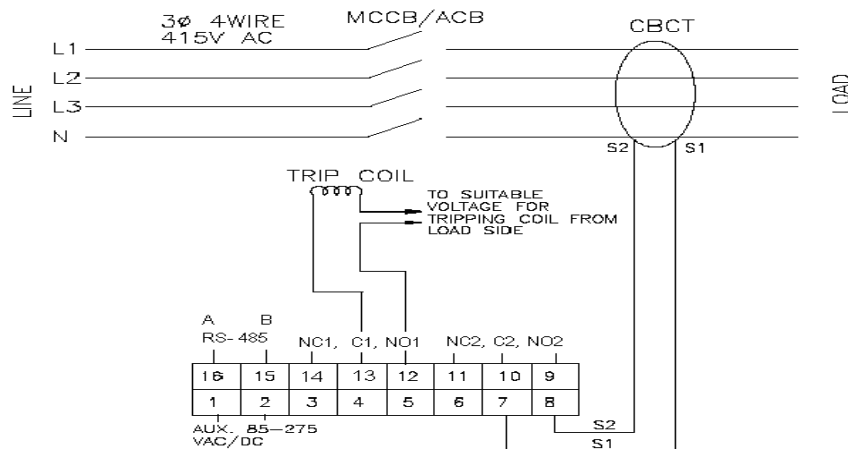 3ø 4WIRE
415V AC
MCCB/ACB
CBCT
L1
L2
L3
N
LINE
LOAD
S2
S1
TRIP COIL
TO SUITABLE
VOLTAGE FOR
TRIPPING COIL FROM
LOAD SIDE
A B
RS-485
NC1, C1, NO1
NC2, C2, NO2
16 15 14 13 12 11 10 9
1 2 3 4 5 6 7 8
AUX. 85-275
VAC/DC
S2
S1